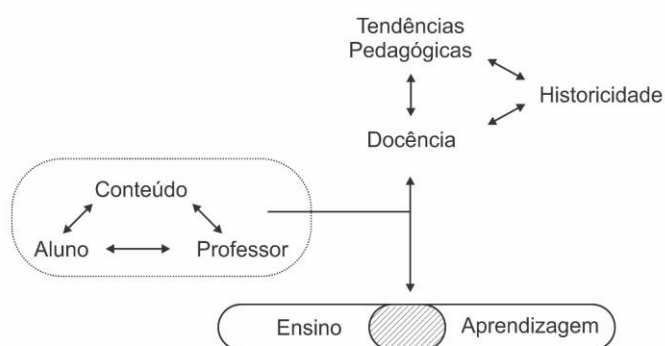 Tendências
Pedagógicas
Historicidade
Docência
Conteúdo
Aluno
Professor
Ensino
Aprendizagem